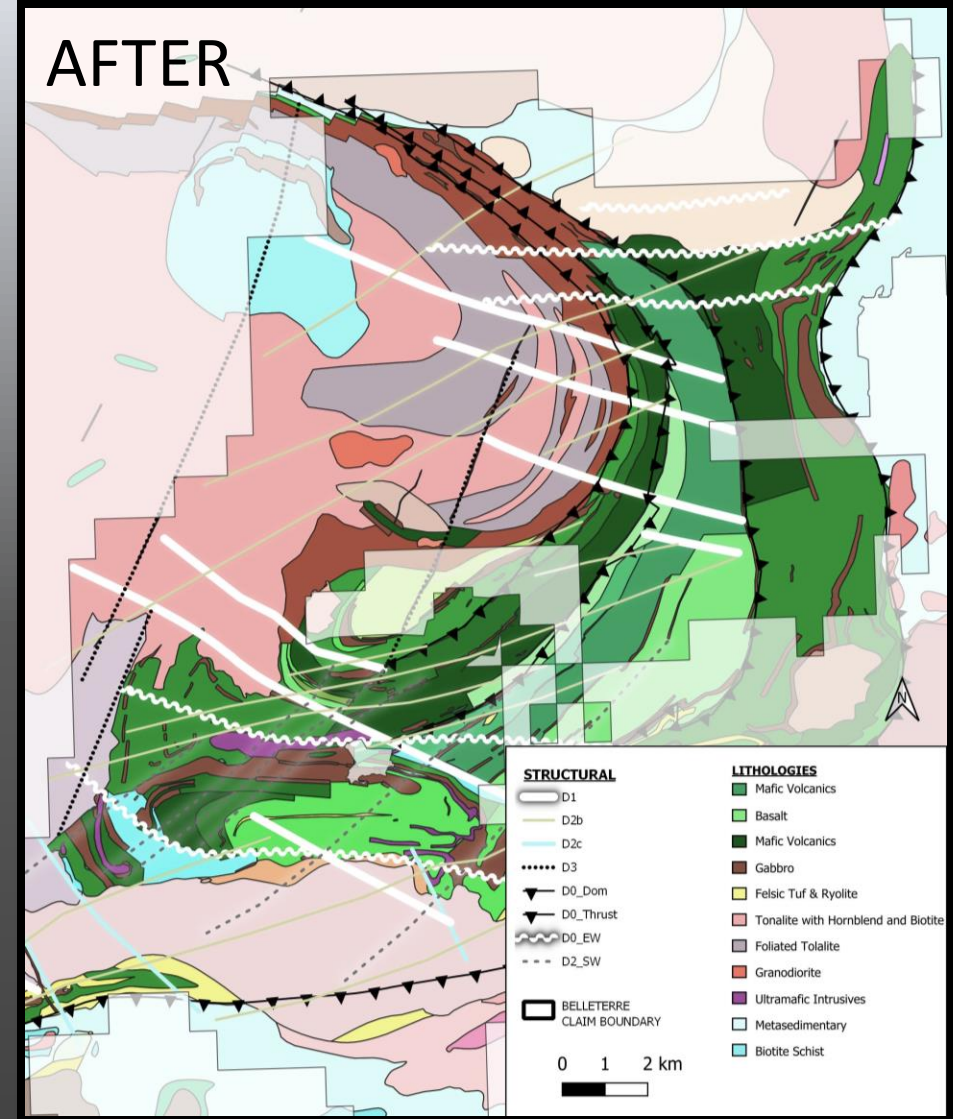 AFTER
N
STRUCTURAL
D1
D2b
D2c
D3
D0_Dom
D0_Thrust
D0_EW
D2_SW
BELLETERRE
CLAIM BOUNDARY
0 1 2 km
LITHOLOGIES
Mafic Volcanics
Basalt
Mafic Volcanics
Gabbro
Felsic Tuf & Ryolite
Tonalite with Hornblend and Biotite
Foliated Tolalite
Granodiorite
Ultramafic Intrusives
Metasedimentary
Biotite Schist